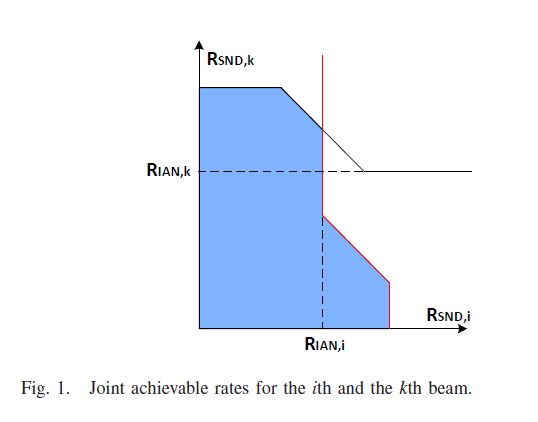 RSND,k
RIAN,k
RSND,i
RIAN,i
Fig. 1. Joint achievable rates for the ith and the kth beam.